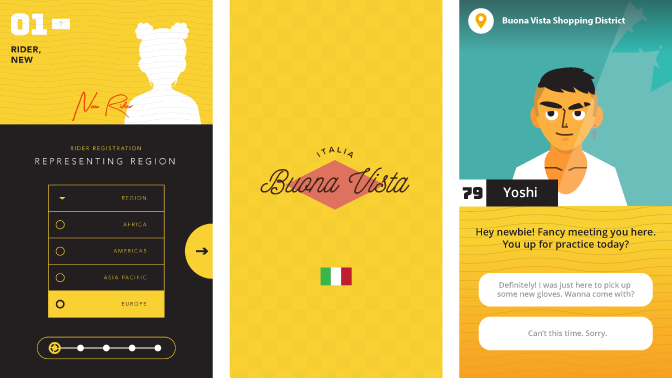 01
?
RIDER,
NEW
New Rider
RIDER REGISTRATION
REPRESENTING REGION
REGION
AFRICA
AMERICAS
ASIA PACIFIC
EUROPE
ITALIA
Buona Vista
Buona Vista Shopping District
79 Yoshi
Hey newbie! Fancy meeting you here.
You up for practice today?
Definitely! I was just here to pick up
some new gloves. Wanna come with?
Can't this time. Sorry.